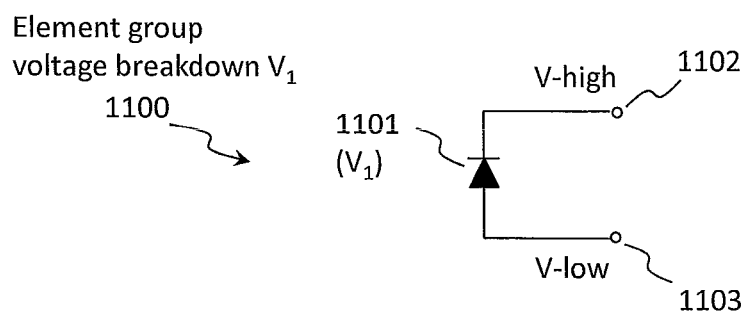 Element group
voltage breakdown V₁
1100
1102
V-high
1101
(V₁)
V-low
1103